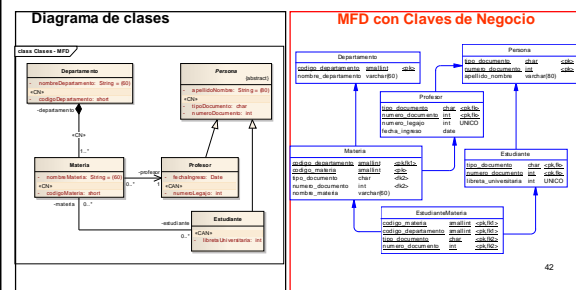 Diagrama de clases
class Clases - MFD
Departamento
- nombreDepartamento: String = (60)
«CN»
- codigoDepartamento: short
Persona
(abstract)
- apellidoNombre: String = (80)
«CN»
- tipoDocumento: char
- numeroDocumento: int
-departamento
«CN»
1..*
Materia
- nombreMateria: String = (60)
«CN»
- codigoMateria: short
-profesor
0..*
1
Profesor
- fechaIngreso: Date
«CAN»
- numeroLegajo: int
-materia
0..*
-estudiante
0..*
Estudiante
«CAN»
- libretaUniversitaria: int
MFD con Claves de Negocio
Departamento
codigo_departamento smallint <pk>
nombre_departamento varchar(60)
Persona
tipo_documento char <pk>
numero_documento int <pk>
apellido_nombre varchar(80)
Profesor
tipo_documento char <pk,fk>
numero_documento int <pk,fk>
numero_legajo int UNICO
fecha_ingreso date
Materia
codigo_departamento smallint <pk,fk1>
codigo_materia smallint <pk>
tipo_documento char <fk2>
numero_documento int <fk2>
nombre_materia varchar(60)
Estudiante
tipo_documento char <pk,fk>
numero_documento int <pk,fk>
libreta_universitaria int UNICO
EstudianteMateria
codigo_materia smallint <pk,fk1>
codigo_departamento smallint <pk,fk1>
tipo_documento char <pk,fk2>
numero_documento int <pk,fk2>
42